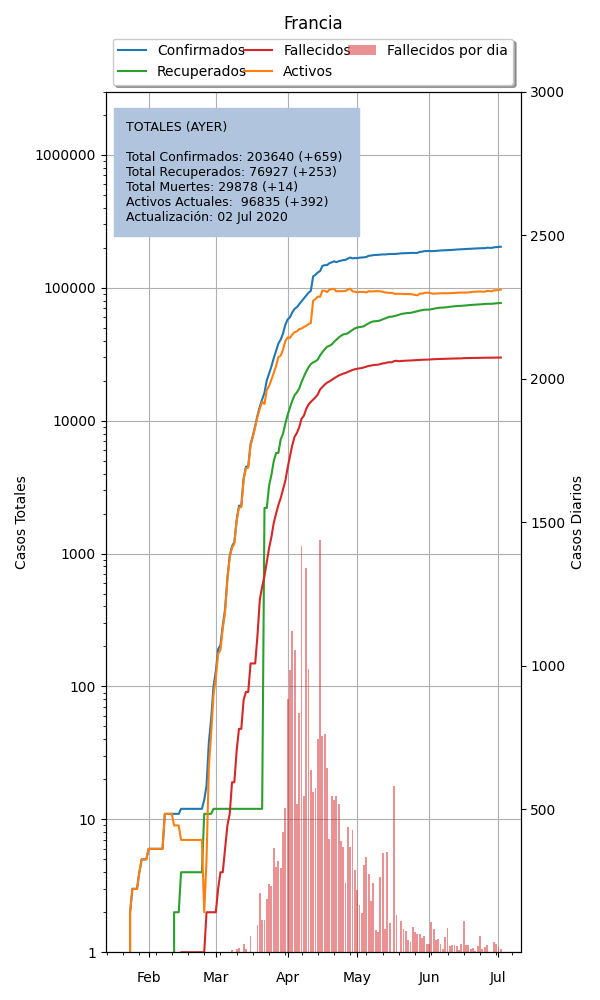 Francia
Confirmados Fallecidos Fallecidos por dia
Recuperados Activos
TOTALES (AYER)
Total Confirmados: 203640 (+659)
Total Recuperados: 76927 (+253)
Total Muertes: 29878 (+14)
Activos Actuales:  96835 (+392)
Actualización: 02 Jul 2020
Casos Totales
1000000
100000
10000
1000
100
10
1
3000
2500
2000
1500
1000
500
Casos Diarios
Feb Mar Apr May Jun Jul